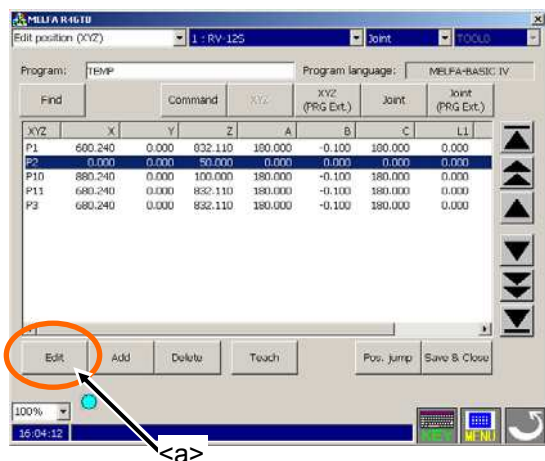 MELFA R46TB
Edit position (XYZ) 1 : RV-12S Joint TOOL0
Program: TEMP Program language: MELFA-BASIC IV
Find Command XYZ XYZ (PRG Ext.) Joint Joint (PRG Ext.)
XYZ X Y Z A B C L1
P1 680.240 0.000 832.110 180.000 -0.100 180.000 0.000
P2 0.000 0.000 50.000 0.000 0.000 0.000 0.000
P10 880.240 0.000 100.000 180.000 -0.100 180.000 0.000
P11 680.240 0.000 832.110 180.000 -0.100 180.000 0.000
P3 680.240 0.000 832.110 180.000 -0.100 180.000 0.000
Edit Add Delete Teach Pos. jump Save & Close
100%
KEY MENU
16:04:12
<a>